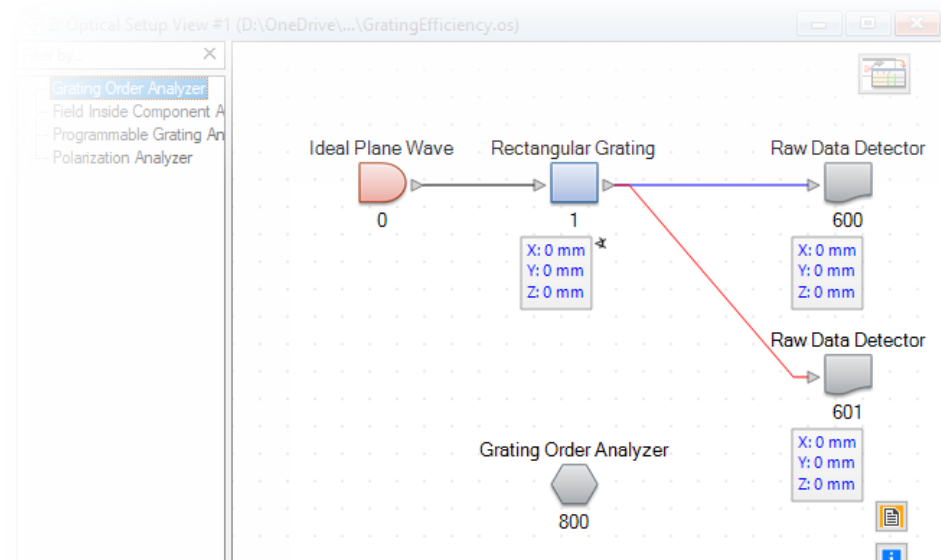 Optical Setup View #1 (D:\OneDrive\...\GratingEfficiency.os)
Filter by...
Grating Order Analyzer
Field Inside Component A
Programmable Grating An
Polarization Analyzer
Ideal Plane Wave
Rectangular Grating
Raw Data Detector
0
1
600
X: 0 mm
Y: 0 mm
Z: 0 mm
X: 0 mm
Y: 0 mm
Z: 0 mm
Raw Data Detector
601
Grating Order Analyzer
X: 0 mm
Y: 0 mm
Z: 0 mm
800